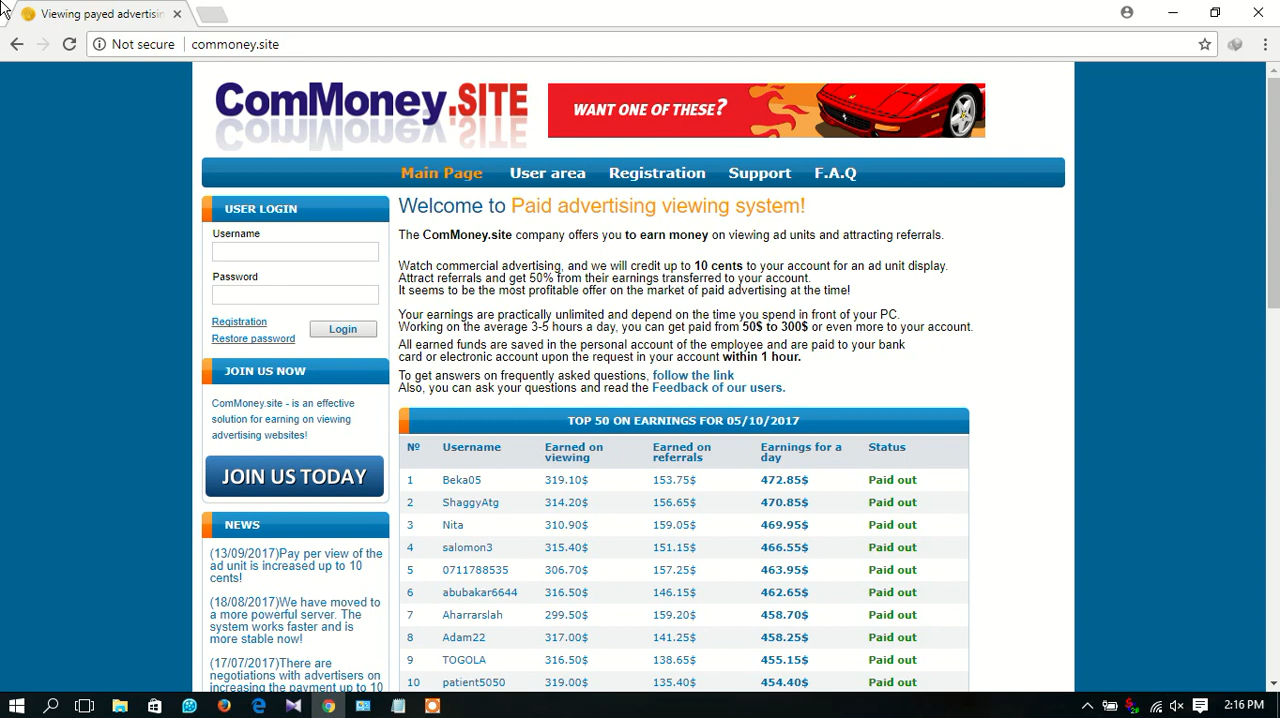 Viewing payed advertisin
Not secure commoney.site
ComMoney.SITE
WANT ONE OF THESE?
Main Page User area Registration Support F.A.Q
USER LOGIN
Username
Password
Registration
Restore password
Login
JOIN US NOW
ComMoney.site - is an effective
solution for earning on viewing
advertising websites!
JOIN US TODAY
NEWS
(13/09/2017)Pay per view of the
ad unit is increased up to 10
cents!
(18/08/2017)We have moved to
a more powerful server. The
system works faster and is
more stable now!
(17/07/2017)There are
negotiations with advertisers on
increasing the payment up to 10
Welcome to Paid advertising viewing system!
The ComMoney.site company offers you to earn money on viewing ad units and attracting referrals.
Watch commercial advertising, and we will credit up to 10 cents to your account for an ad unit display.
Attract referrals and get 50% from their earnings transferred to your account.
It seems to be the most profitable offer on the market of paid advertising at the time!
Your earnings are practically unlimited and depend on the time you spend in front of your PC.
Working on the average 3-5 hours a day, you can get paid from 50$ to 300$ or even more to your account.
All earned funds are saved in the personal account of the employee and are paid to your bank
card or electronic account upon the request in your account within 1 hour.
To get answers on frequently asked questions, follow the link
Also, you can ask your questions and read the Feedback of our users.
TOP 50 ON EARNINGS FOR 05/10/2017
№ Username Earned on viewing Earned on referrals Earnings for a day Status
1 Beka05 319.10$ 153.75$ 472.85$ Paid out
2 ShaggyAtg 314.20$ 156.65$ 470.85$ Paid out
3 Nita 310.90$ 159.05$ 469.95$ Paid out
4 salomon3 315.40$ 151.15$ 466.55$ Paid out
5 0711788535 306.70$ 157.25$ 463.95$ Paid out
6 abubakar6644 316.50$ 146.15$ 462.65$ Paid out
7 Aharrarslah 299.50$ 159.20$ 458.70$ Paid out
8 Adam22 317.00$ 141.25$ 458.25$ Paid out
9 TOGOLA 316.50$ 138.65$ 455.15$ Paid out
10 patient5050 319.00$ 135.40$ 454.40$ Paid out
2:16 PM